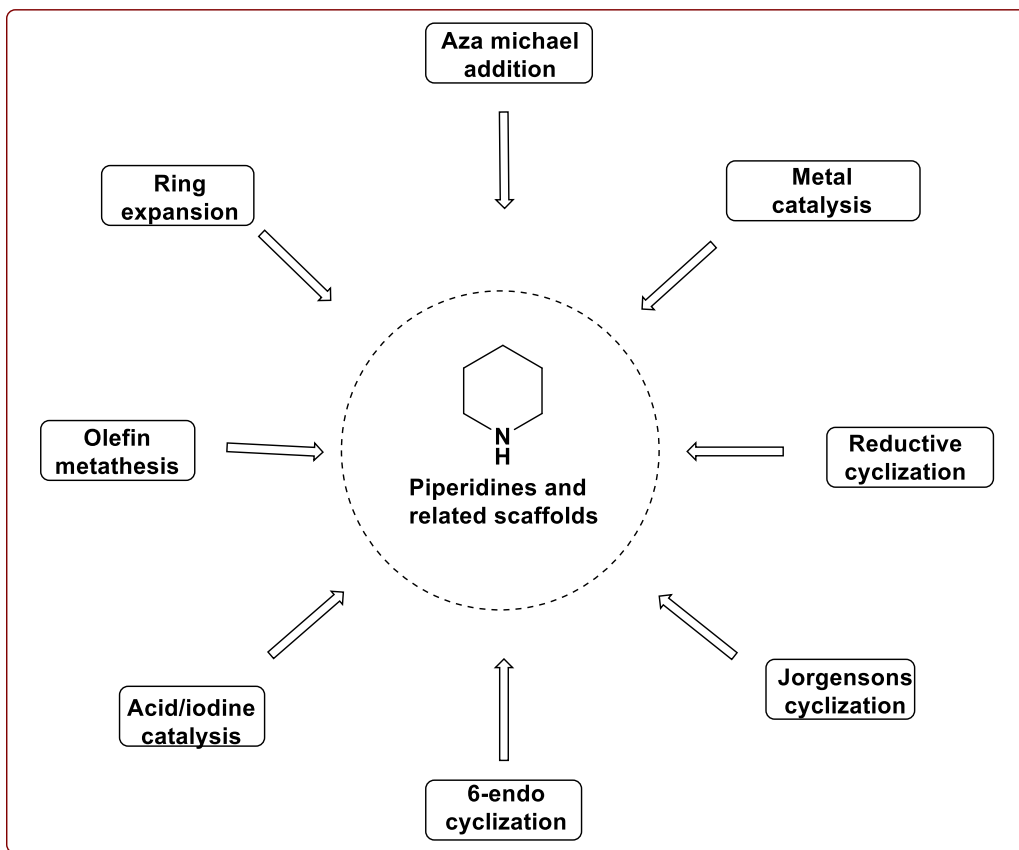 Aza michael
addition
Ring
expansion
Metal
catalysis
N
H
Piperidines and
related scaffolds
Olefin
metathesis
Reductive
cyclization
Acid/iodine
catalysis
Jorgensons
cyclization
6-endo
cyclization